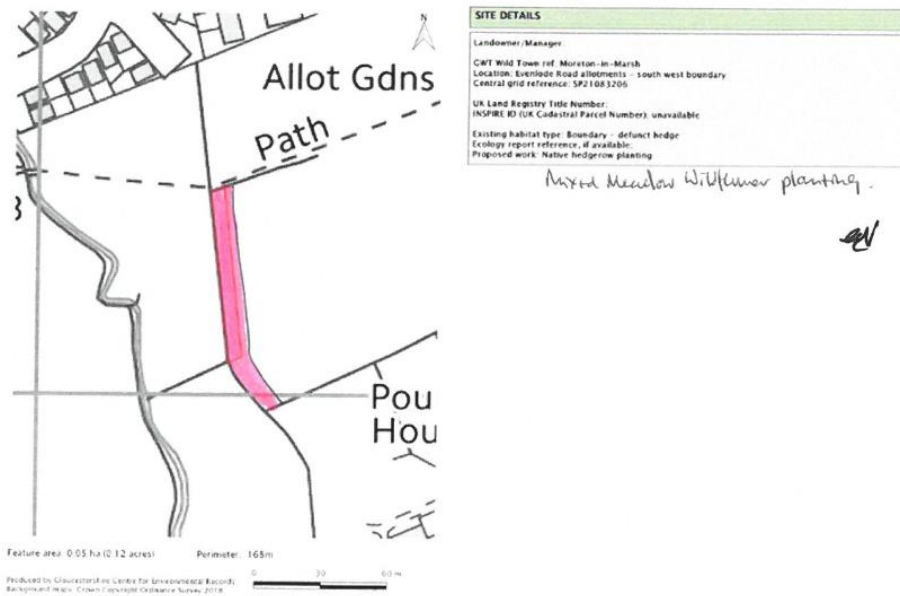 N
Allot Gdns
Path
3
Pou
Hou
Feature area: 0.05 ha (0.12 acres) Perimeter: 165m
0 30 60 m
Produced by Gloucestershire Centre for Environmental Records
Background maps: Crown Copyright Ordnance Survey 2018
SITE DETAILS
Landowner/Manager:
GWT Wild Town ref: Moreton-in-Marsh
Location: Evenlode Road allotments - south west boundary
Central grid reference: SP21083206
UK Land Registry Title Number:
INSPIRE ID (UK Cadastral Parcel Number): unavailable
Existing habitat type: Boundary - defunct hedge
Ecology report reference, if available:
Proposed work: Native hedgerow planting
Mixed Meadow Wildflower planting.